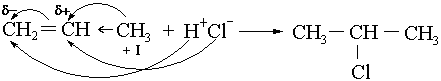 δ− δ+
CH₂=CH ← CH₃ + H⁺Cl⁻ → CH₃−CH−CH₃
+ I
Cl